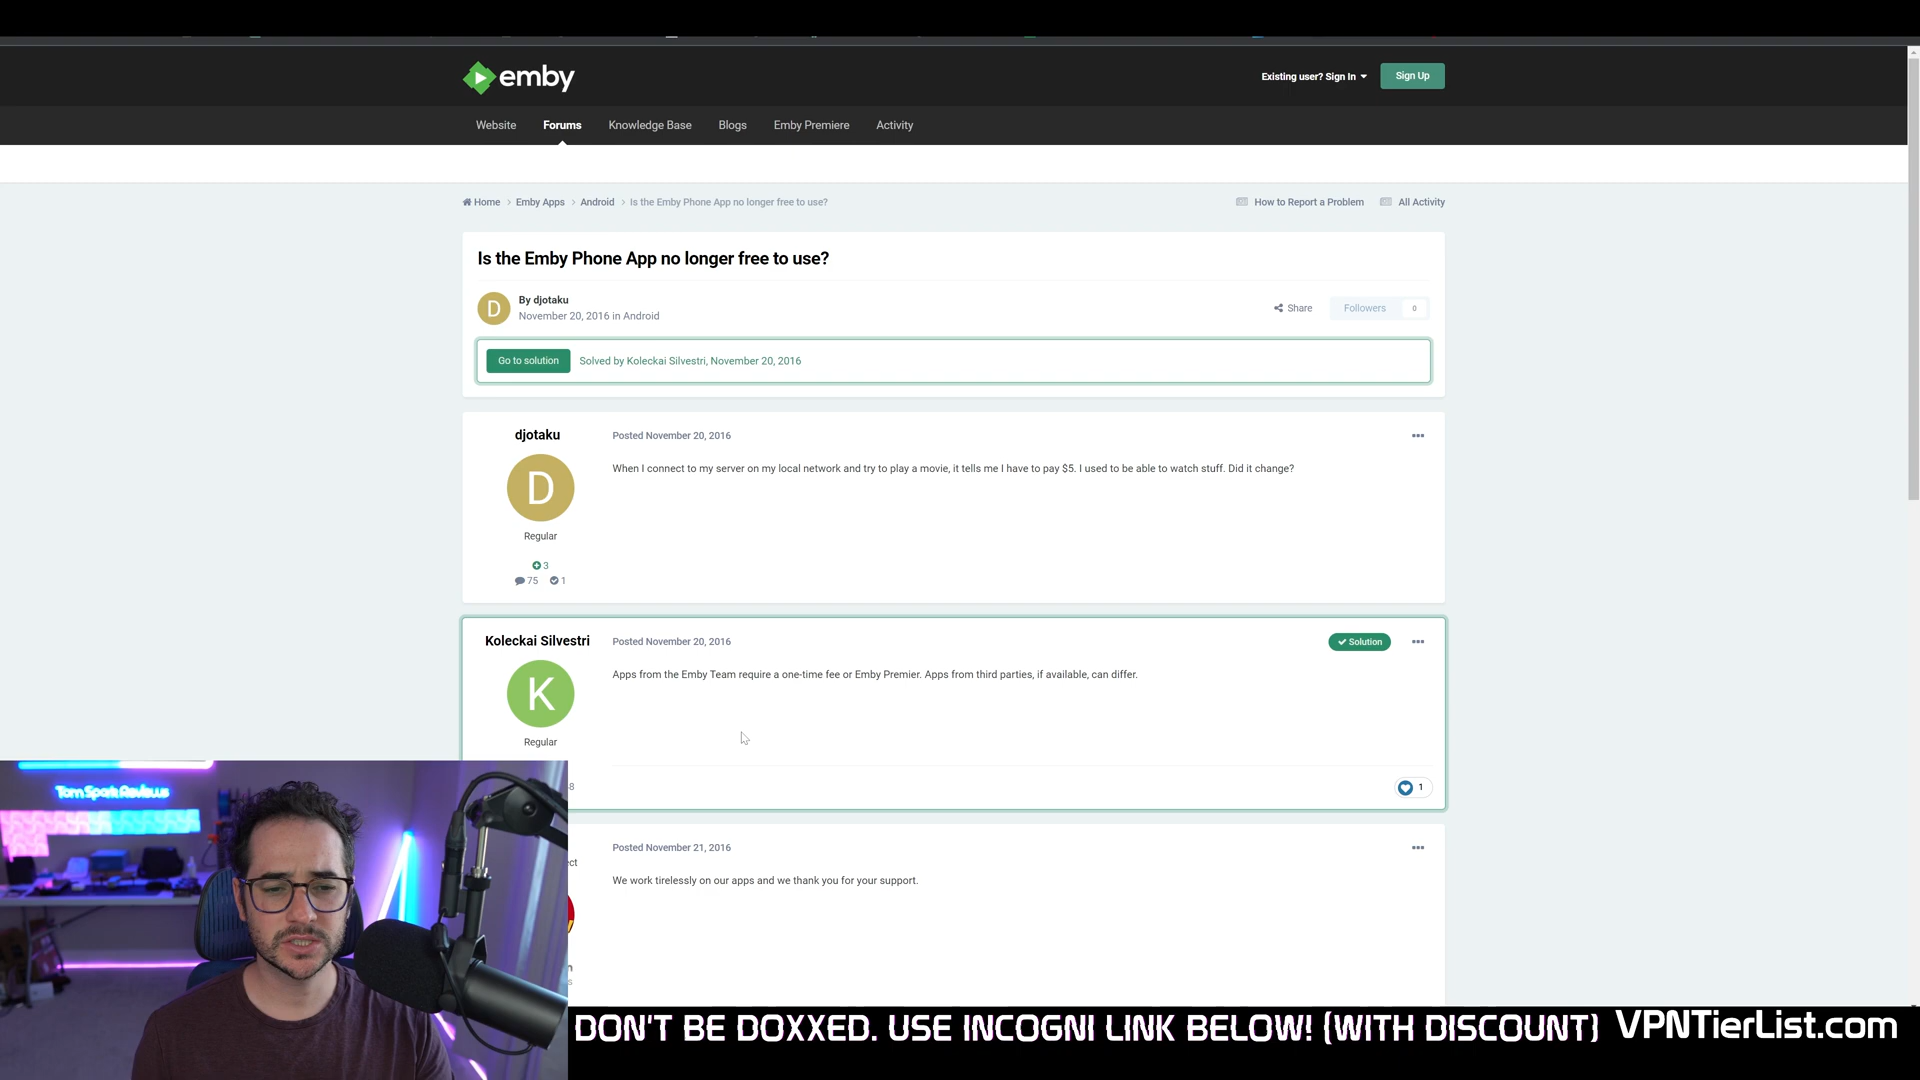 emby
Existing user? Sign In
Sign Up
Website
Forums
Knowledge Base
Blogs
Emby Premiere
Activity
Home
Emby Apps
Android
Is the Emby Phone App no longer free to use?
How to Report a Problem
All Activity
Is the Emby Phone App no longer free to use?
D
By djotaku
November 20, 2016 in Android
Share
Followers
0
Go to solution
Solved by Koleckai Silvestri, November 20, 2016
djotaku
Posted November 20, 2016
When I connect to my server on my local network and try to play a movie, it tells me I have to pay $5. I used to be able to watch stuff. Did it change?
D
Regular
3
75
1
Koleckai Silvestri
Posted November 20, 2016
Solution
Apps from the Emby Team require a one-time fee or Emby Premier. Apps from third parties, if available, can differ.
K
Regular
8
1
Tom Spark Reviews
Posted November 21, 2016
We work tirelessly on our apps and we thank you for your support.
DON'T BE DOXXED. USE INCOGNI LINK BELOW! (WITH DISCOUNT)
VPNTierList.com